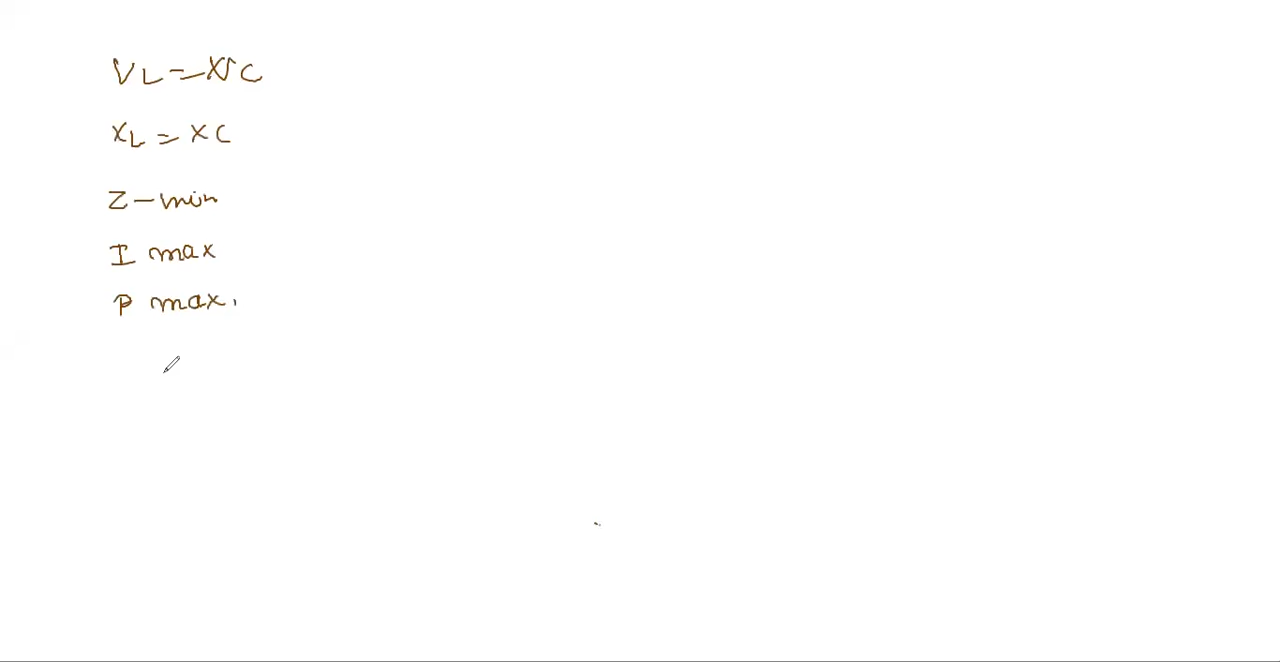 VL = VC
XL = XC
Z - min
I max
P max.